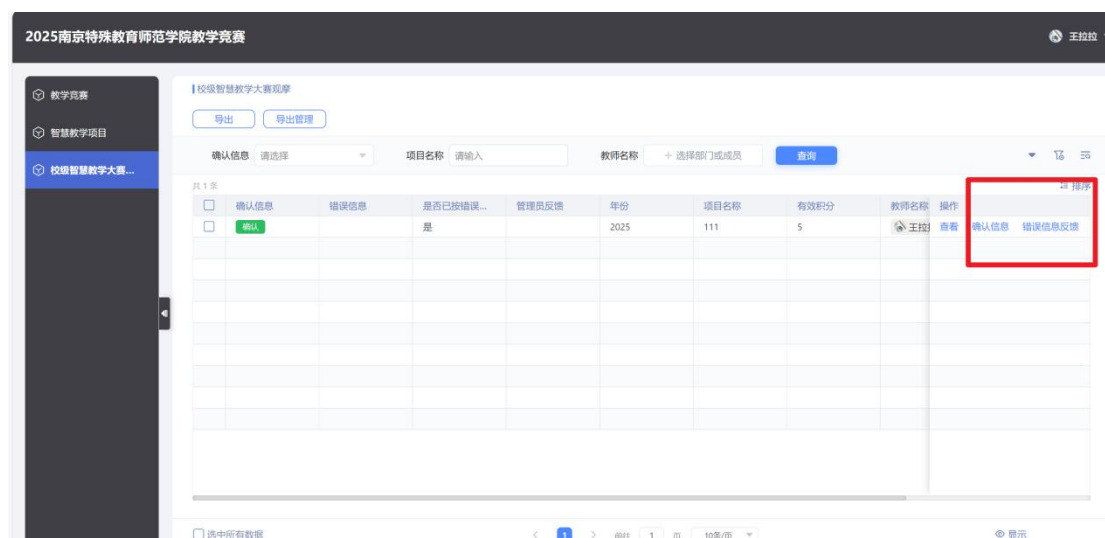 2025南京特殊教育师范学院教学竞赛
王拉拉
教学竞赛
智慧教学项目
校级智慧教学大赛...
校级智慧教学大赛观摩
导出 导出管理
确认信息 请选择 项目名称 请输入 教师名称 + 选择部门或成员 查询
共 1 条 排序
确认信息 错误信息 是否已按错误... 管理员反馈 年份 项目名称 有效积分 教师名称 操作
确认 是 2025 111 5 王拉 查看 确认信息 错误信息反馈
选中所有数据 < 1 > 前往 1 页 10条/页 显示